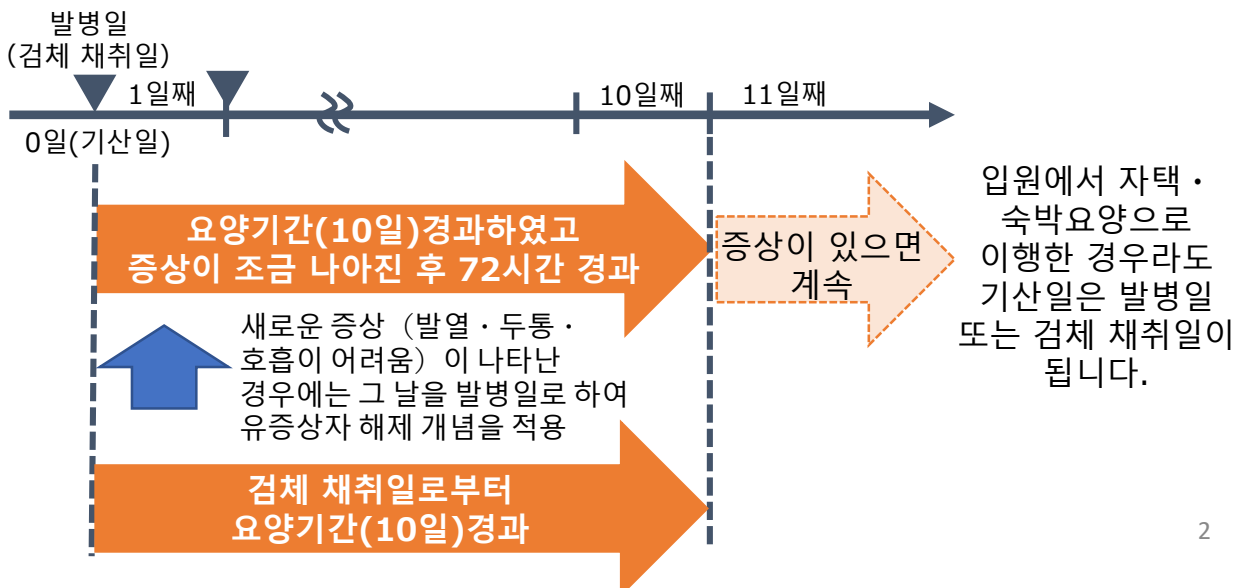 발병일
(검체 채취일)
1일째
10일째
11일째
0일(기산일)
요양기간(10일)경과하였고
증상이 조금 나아진 후 72시간 경과
증상이 있으면
계속
입원에서 자택・
숙박요양으로
이행한 경우라도
기산일은 발병일
또는 검체 채취일이
됩니다.
새로운 증상（발열・두통・
호흡이 어려움）이 나타난
경우에는 그 날을 발병일로 하여
유증상자 해제 개념을 적용
검체 채취일로부터
요양기간(10일)경과
2